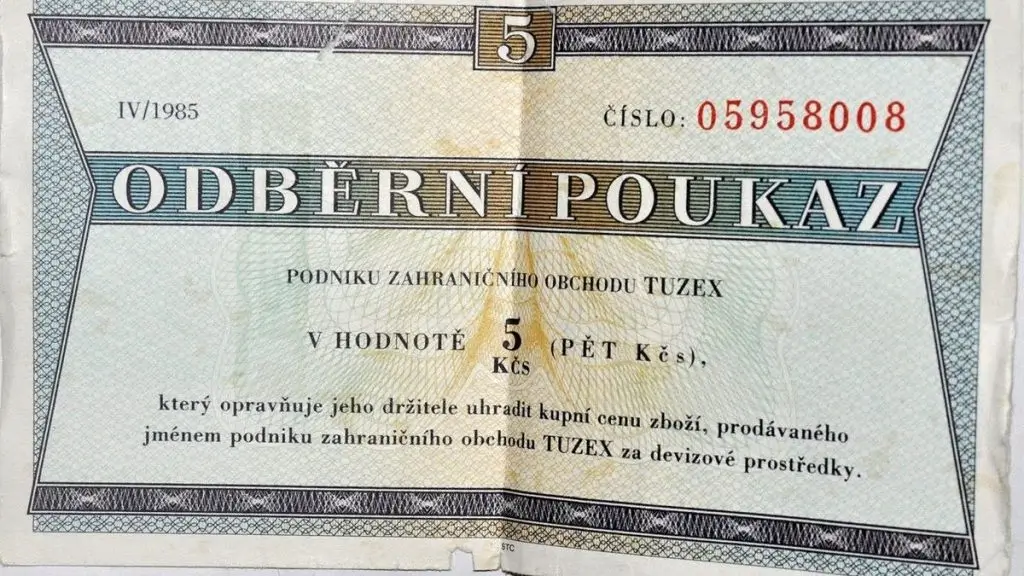 5
IV/1985
ČÍSLO: 05958008
ODBĚRNÍ POUKAZ
PODNIKU ZAHRANIČNÍHO OBCHODU TUZEX
V HODNOTĚ 5 (PĚT Kčs),
KČS
který opravňuje jeho držitele uhradit kupní cenu zboží, prodávaného
jménem podniku zahraničního obchodu TUZEX za devizové prostředky.
STC